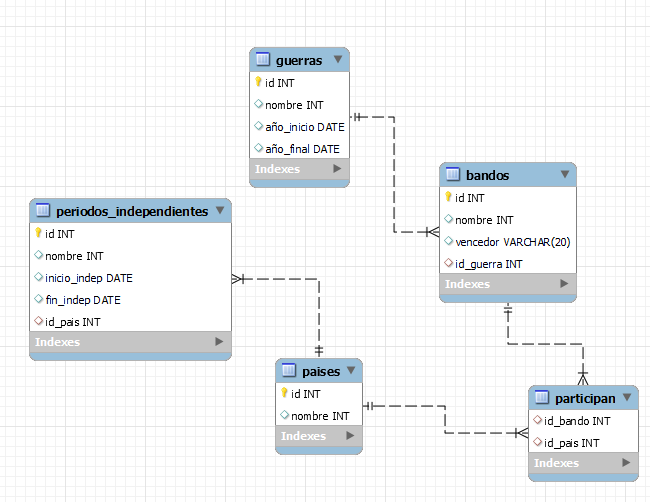 guerras
id INT
nombre INT
año_inicio DATE
año_final DATE
Indexes
bandos
id INT
nombre INT
vencedor VARCHAR(20)
id_guerra INT
Indexes
periodos_independientes
id INT
nombre INT
inicio_indep DATE
fin_indep DATE
id_pais INT
Indexes
paises
id INT
nombre INT
Indexes
participan
id_bando INT
id_pais INT
Indexes